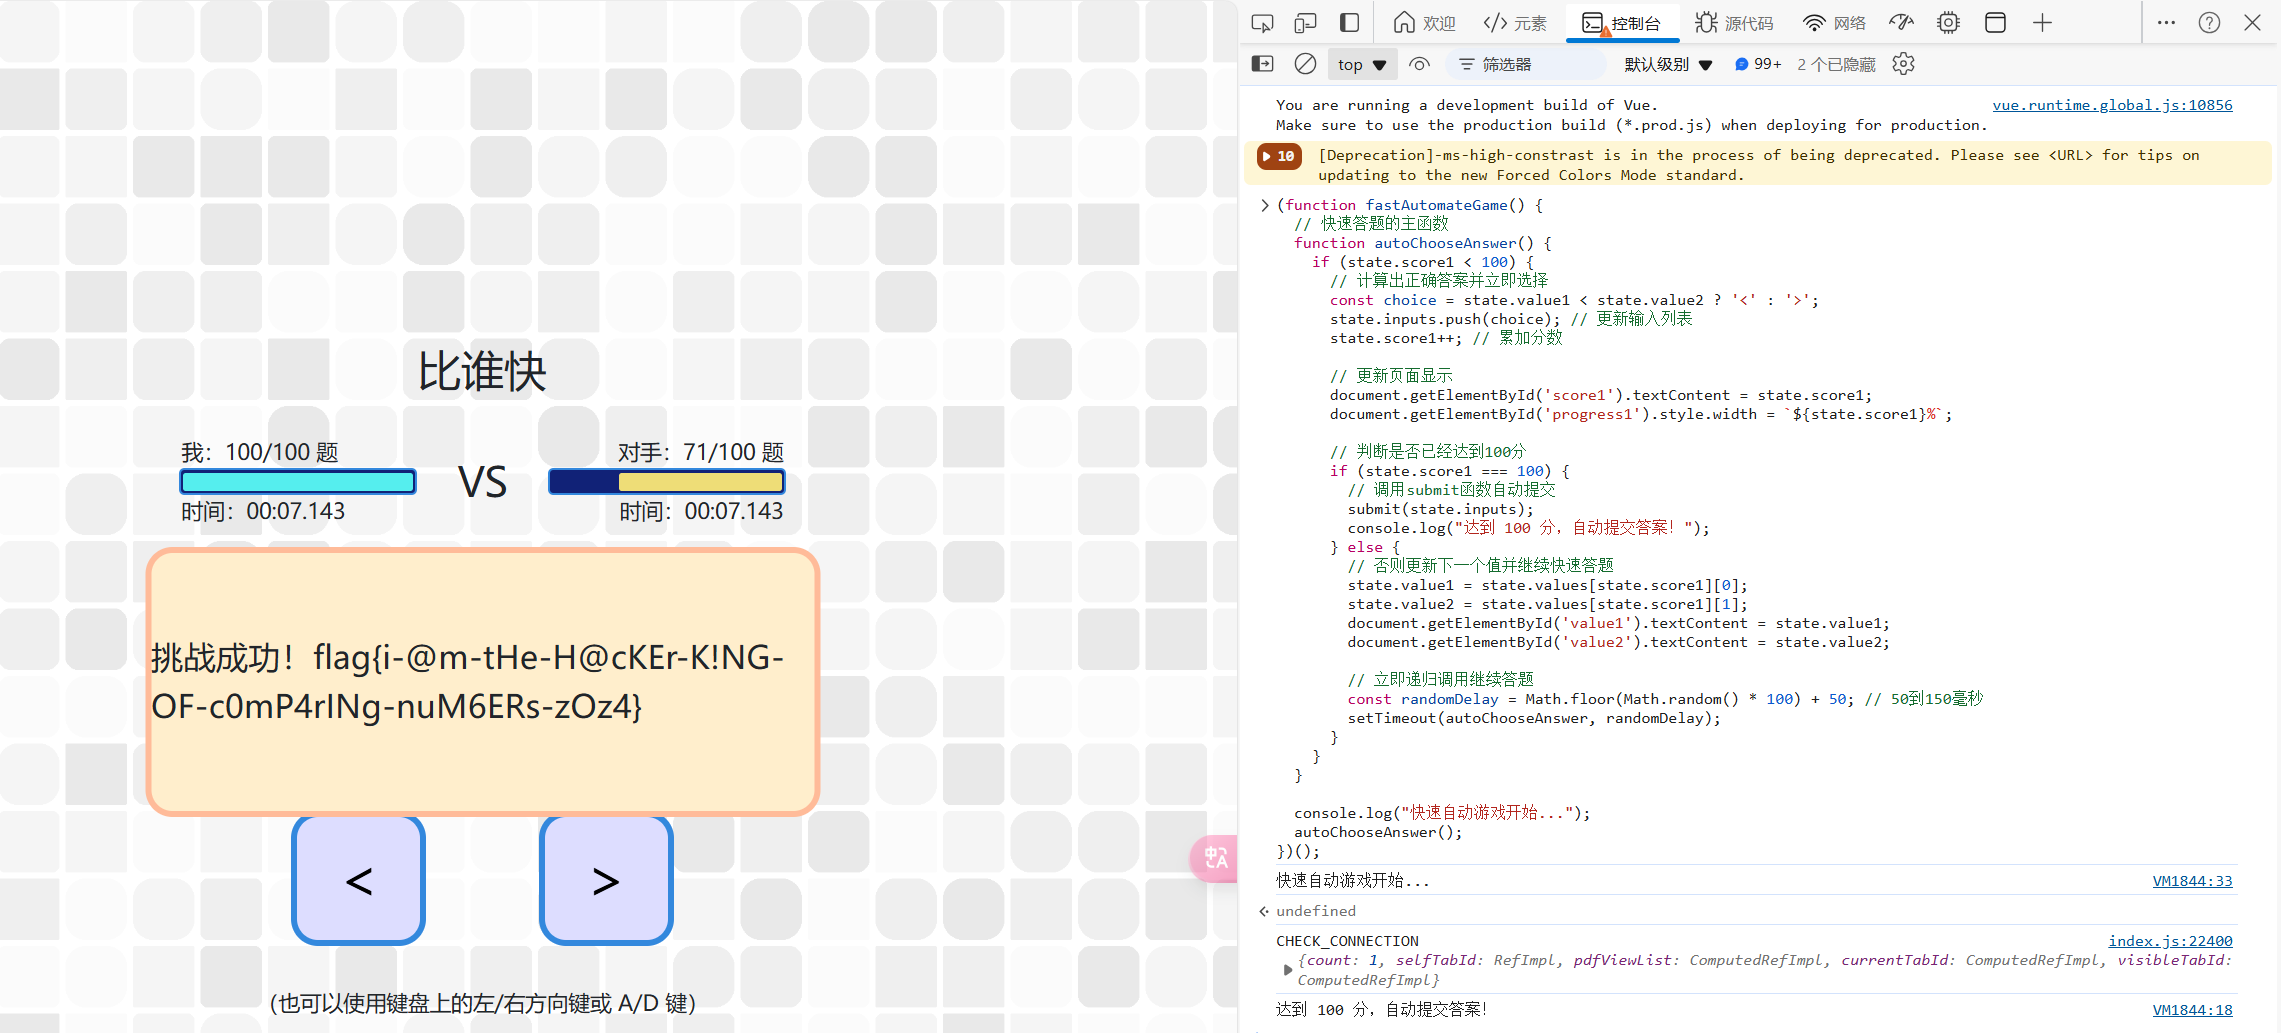 比谁快
我：100/100 题
VS
对手：71/100 题
时间：00:07.143
时间：00:07.143
挑战成功！flag{i-@m-tHe-H@cKEr-K!NG-
OF-c0mP4rINg-nuM6ERs-zOz4}
<
>
(也可以使用键盘上的左/右方向键或 A/D 键)
中A
欢迎
</> 元素
控制台
源代码
网络
top
筛选器
默认级别
99+
2 个已隐藏
You are running a development build of Vue.
vue.runtime.global.js:10856
Make sure to use the production build (*.prod.js) when deploying for production.
10
[Deprecation]-ms-high-constrast is in the process of being deprecated. Please see <URL> for tips on
updating to the new Forced Colors Mode standard.
(function fastAutomateGame() {
// 快速答题的主函数
function autoChooseAnswer() {
if (state.score1 < 100) {
// 计算出正确答案并立即选择
const choice = state.value1 < state.value2 ? '<' : '>';
state.inputs.push(choice); // 更新输入列表
state.score1++; // 累加分数
// 更新页面显示
document.getElementById('score1').textContent = state.score1;
document.getElementById('progress1').style.width = `${state.score1}%`;
// 判断是否已经达到100分
if (state.score1 === 100) {
// 调用submit函数自动提交
submit(state.inputs);
console.log("达到 100 分，自动提交答案！");
} else {
// 否则更新下一个值并继续快速答题
state.value1 = state.values[state.score1][0];
state.value2 = state.values[state.score1][1];
document.getElementById('value1').textContent = state.value1;
document.getElementById('value2').textContent = state.value2;
// 立即递归调用继续答题
const randomDelay = Math.floor(Math.random() * 100) + 50; // 50到150毫秒
setTimeout(autoChooseAnswer, randomDelay);
}
}
}
console.log("快速自动游戏开始...");
autoChooseAnswer();
})();
快速自动游戏开始...
VM1844:33
undefined
CHECK_CONNECTION
index.js:22400
{count: 1, selfTabId: RefImpl, pdfViewList: ComputedRefImpl, currentTabId: ComputedRefImpl, visibleTabId:
ComputedRefImpl}
达到 100 分，自动提交答案！
VM1844:18